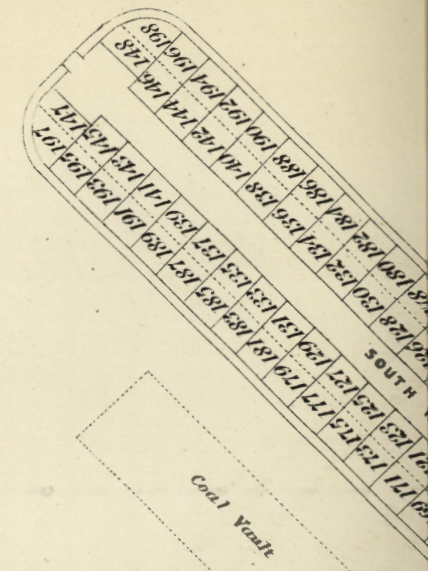 198 196 194 192 190 188 186 184 182 180
148 146 144 142 140 138 136 134 132 130 128
SOUTH
147 145 143 141 139 137 135 133 131 129 127 125 123
197 195 193 191 189 187 185 183 181 179 177 175 173 171
Coal Vault